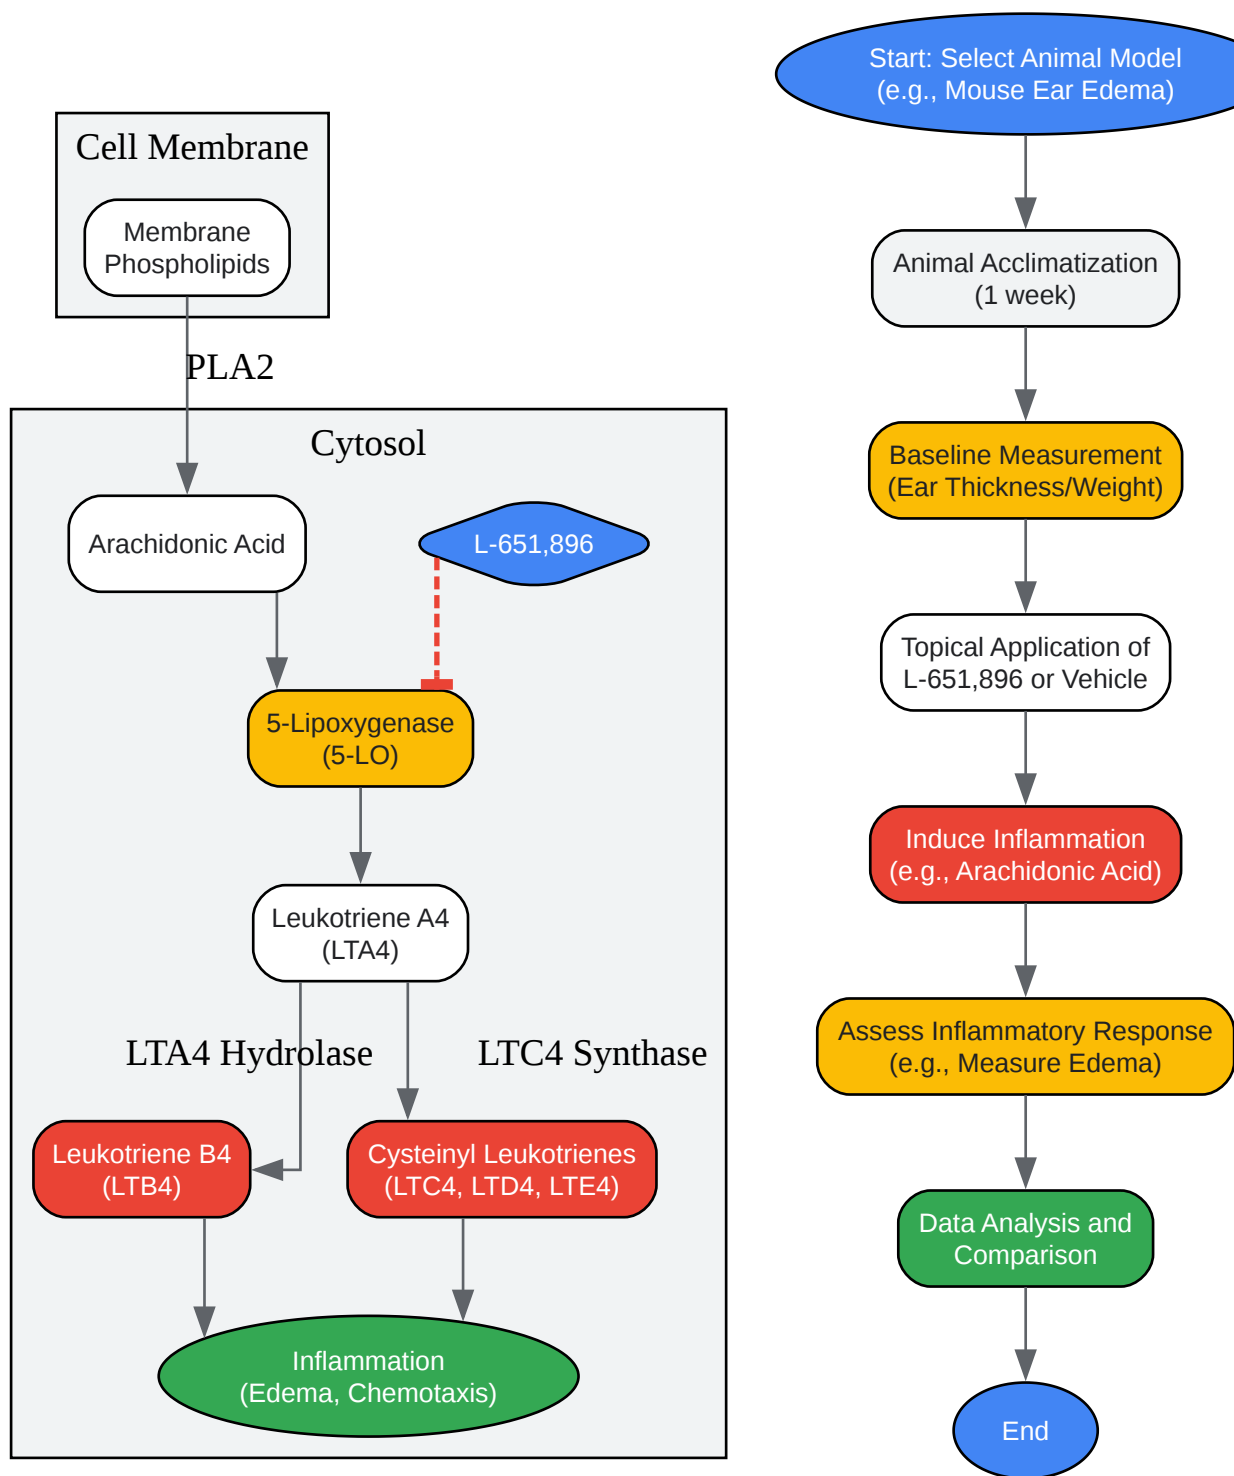 Cell Membrane
Membrane
Phospholipids
PLA2
Cytosol
Arachidonic Acid
L-651,896
5-Lipoxygenase
(5-LO)
Leukotriene A4
(LTA4)
LTA4 Hydrolase
LTC4 Synthase
Leukotriene B4
(LTB4)
Cysteinyl Leukotrienes
(LTC4, LTD4, LTE4)
Inflammation
(Edema, Chemotaxis)
Start: Select Animal Model
(e.g., Mouse Ear Edema)
Animal Acclimatization
(1 week)
Baseline Measurement
(Ear Thickness/Weight)
Topical Application of
L-651,896 or Vehicle
Induce Inflammation
(e.g., Arachidonic Acid)
Assess Inflammatory Response
(e.g., Measure Edema)
Data Analysis and
Comparison
End